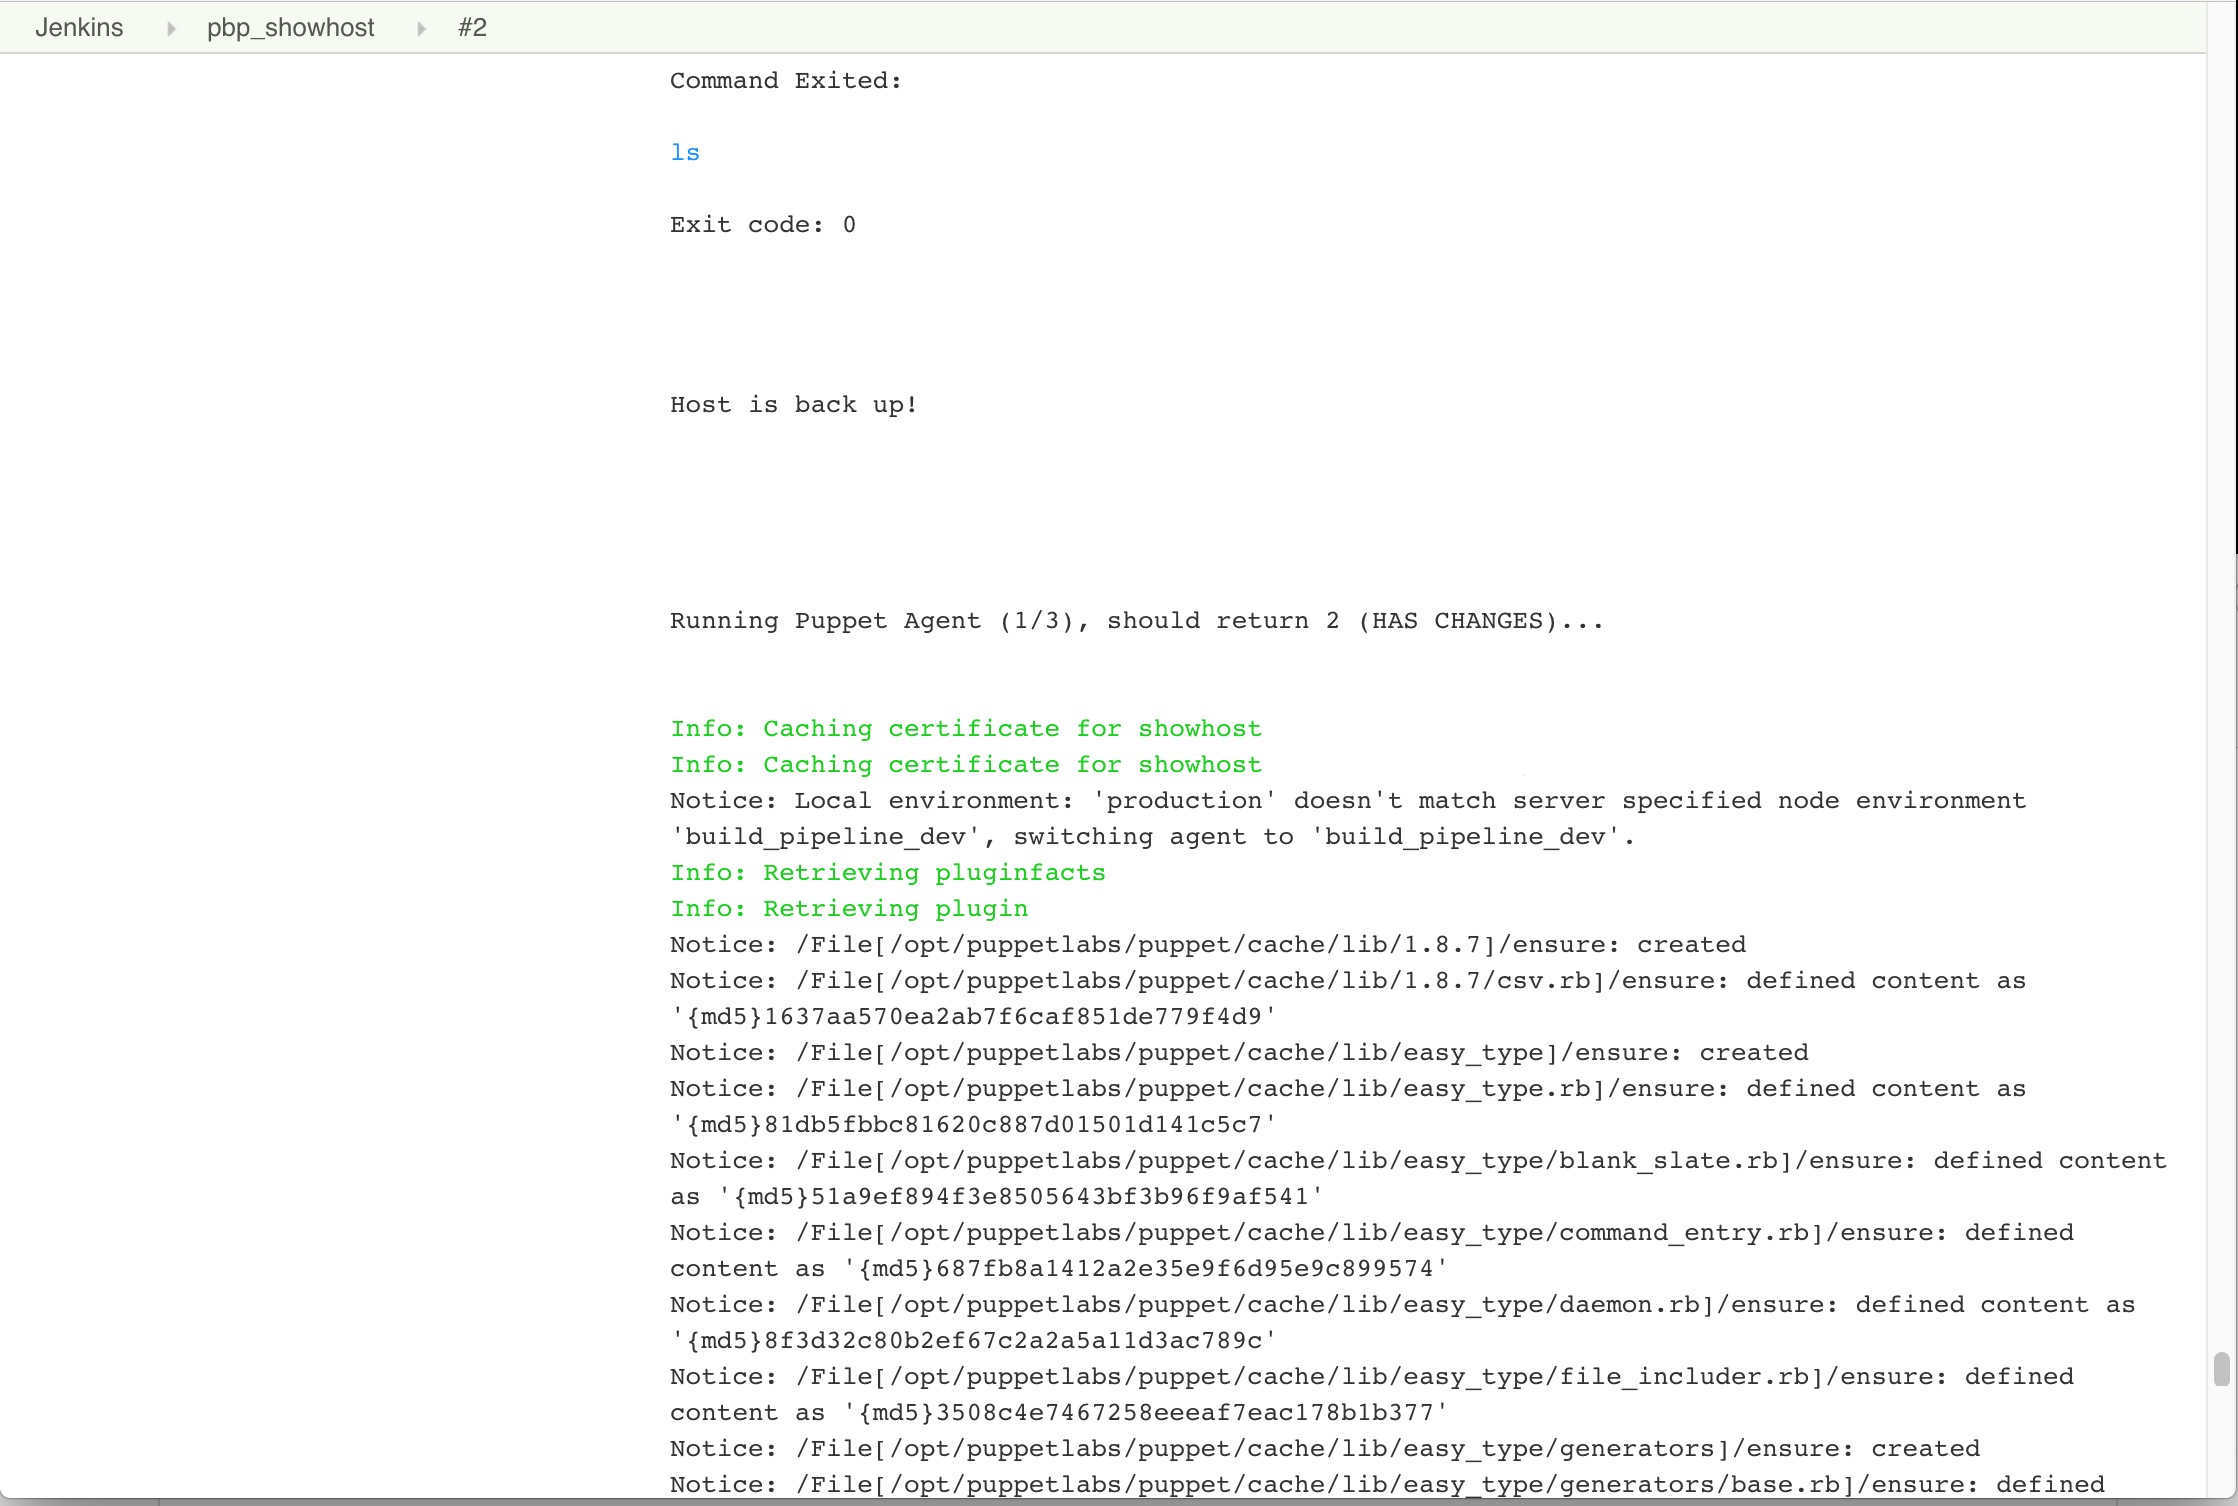 Jenkins pbp_showhost #2
Command Exited:
ls
Exit code: 0
Host is back up!
Running Puppet Agent (1/3), should return 2 (HAS CHANGES)...
Info: Caching certificate for showhost
Info: Caching certificate for showhost
Notice: Local environment: 'production' doesn't match server specified node environment
'build_pipeline_dev', switching agent to 'build_pipeline_dev'.
Info: Retrieving pluginfacts
Info: Retrieving plugin
Notice: /File[/opt/puppetlabs/puppet/cache/lib/1.8.7]/ensure: created
Notice: /File[/opt/puppetlabs/puppet/cache/lib/1.8.7/csv.rb]/ensure: defined content as
'{md5}1637aa570ea2ab7f6caf851de779f4d9'
Notice: /File[/opt/puppetlabs/puppet/cache/lib/easy_type]/ensure: created
Notice: /File[/opt/puppetlabs/puppet/cache/lib/easy_type.rb]/ensure: defined content as
'{md5}81db5fbbc81620c887d01501d141c5c7'
Notice: /File[/opt/puppetlabs/puppet/cache/lib/easy_type/blank_slate.rb]/ensure: defined content
as '{md5}51a9ef894f3e8505643bf3b96f9af541'
Notice: /File[/opt/puppetlabs/puppet/cache/lib/easy_type/command_entry.rb]/ensure: defined
content as '{md5}687fb8a1412a2e35e9f6d95e9c899574'
Notice: /File[/opt/puppetlabs/puppet/cache/lib/easy_type/daemon.rb]/ensure: defined content as
'{md5}8f3d32c80b2ef67c2a2a5a11d3ac789c'
Notice: /File[/opt/puppetlabs/puppet/cache/lib/easy_type/file_includer.rb]/ensure: defined
content as '{md5}3508c4e7467258eeeaf7eac178b1b377'
Notice: /File[/opt/puppetlabs/puppet/cache/lib/easy_type/generators]/ensure: created
Notice: /File[/opt/puppetlabs/puppet/cache/lib/easy_type/generators/base.rb]/ensure: defined